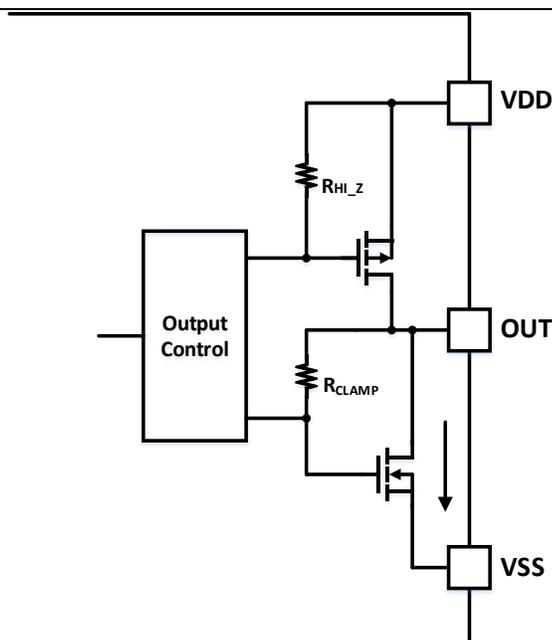 VDD
RHI_Z
Output
Control
OUT
RCLAMP
VSS